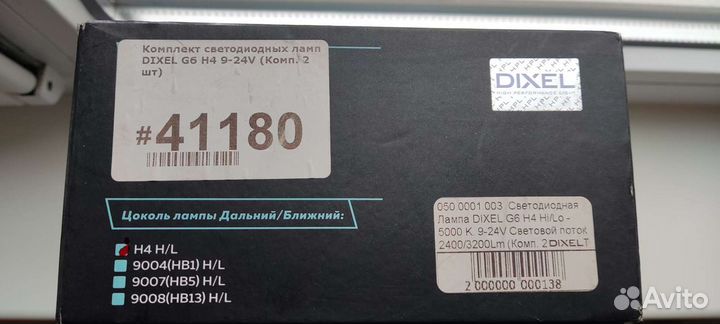 Комплект светодиодных ламп
DIXEL G6 H4 9-24V (Комп. 2
шт)
#41180
DIXEL
HIGH PERFORMANCE LIGHT
Цоколь лампы Дальний/Ближний:
H4 H/L
9004(HB1) H/L
9007(HB5) H/L
9008(HB13) H/L
050 0001 003 Светодиодная
Лампа DIXEL G6 H4 Hi/Lo -
5000 K. 9-24V Световой поток
2400/3200Lm (Комп. 2DIXELT
2 000000 000138
Avito